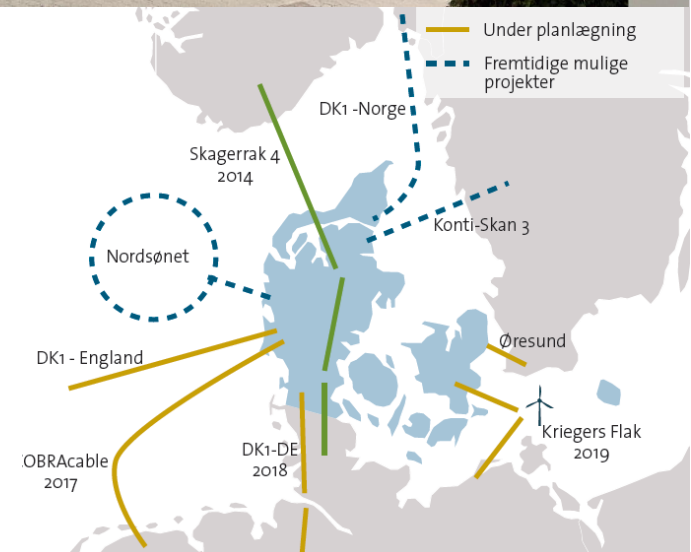 Under planlægning
Fremtidige mulige
projekter
DK1 -Norge
Skagerrak 4
2014
Konti-Skan 3
Nordsønet
Øresund
DK1 - England
Kriegers Flak
2019
DK1-DE
2018
OBRAcable
2017